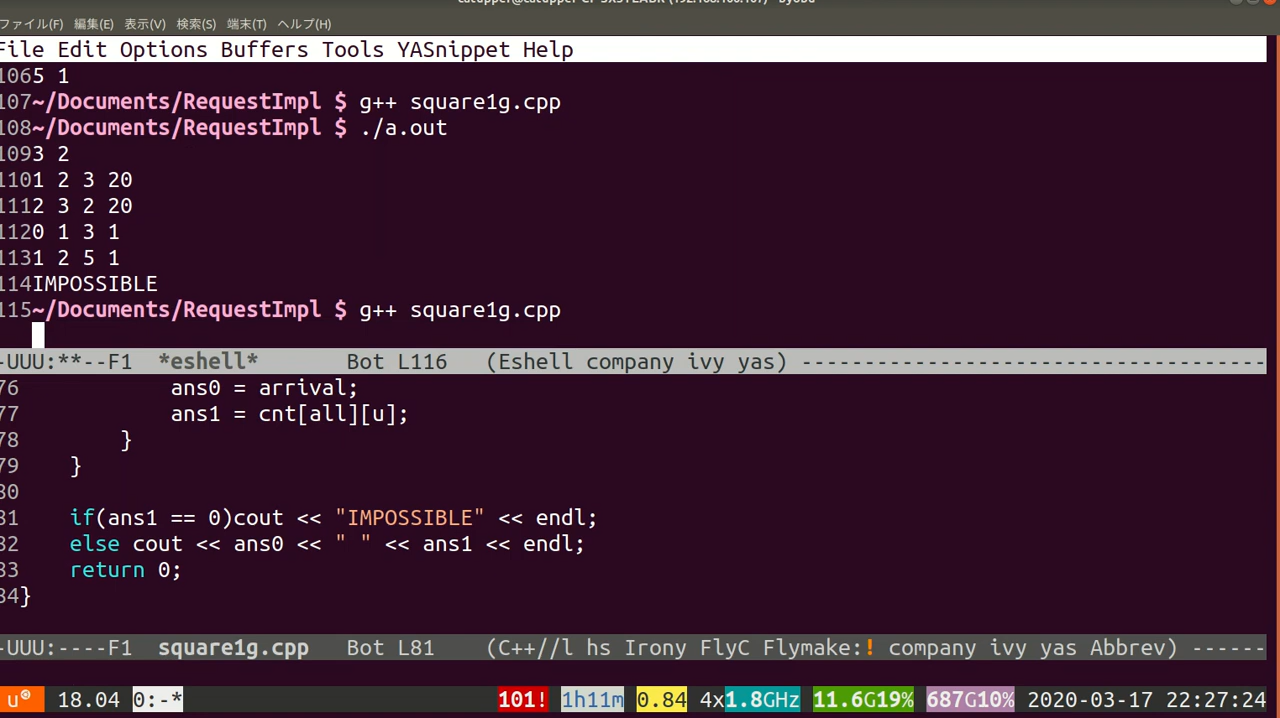 ファイル(F) 編集(E) 表示(V) 検索(S) 端末(T) ヘルプ(H)
File Edit Options Buffers Tools YASnippet Help
1065 1
107~/Documents/RequestImpl $ g++ square1g.cpp
108~/Documents/RequestImpl $ ./a.out
1093 2
1101 2 3 20
1112 3 2 20
1120 1 3 1
1131 2 5 1
114IMPOSSIBLE
115~/Documents/RequestImpl $ g++ square1g.cpp
-UUU:**--F1 *eshell* Bot L116 (Eshell company ivy yas) -------------------------------------
76 ans0 = arrival;
77 ans1 = cnt[all][u];
78 }
79 }
80
81 if(ans1 == 0)cout << "IMPOSSIBLE" << endl;
82 else cout << ans0 << " " << ans1 << endl;
83 return 0;
84}
-UUU:----F1 square1g.cpp Bot L81 (C++//l hs Irony FlyC Flymake:! company ivy yas Abbrev) ------
u 18.04 0:-* 101! 1h11m 0.84 4x1.8GHz 11.6G19% 687G10% 2020-03-17 22:27:24